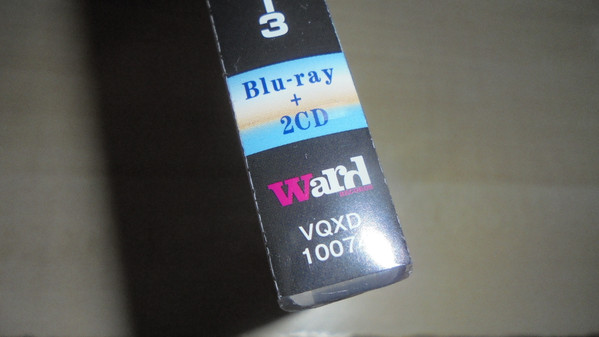 3
Blu-ray
+
2CD
Ward
VQXD
1007